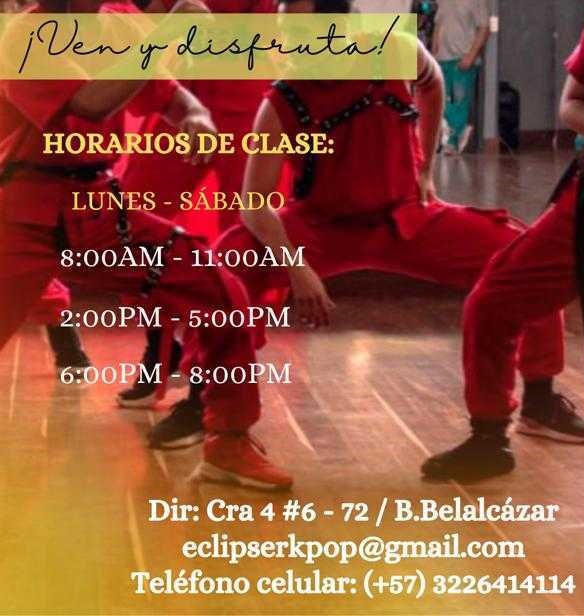 ¡Ven y disfruta!
HORARIOS DE CLASE:
LUNES - SÁBADO
8:00AM - 11:00AM
2:00PM - 5:00PM
6:00PM - 8:00PM
Dir: Cra 4 #6 - 72 / B.Belalcázar
eclipserkpop@gmail.com
Teléfono celular: (+57) 3226414114